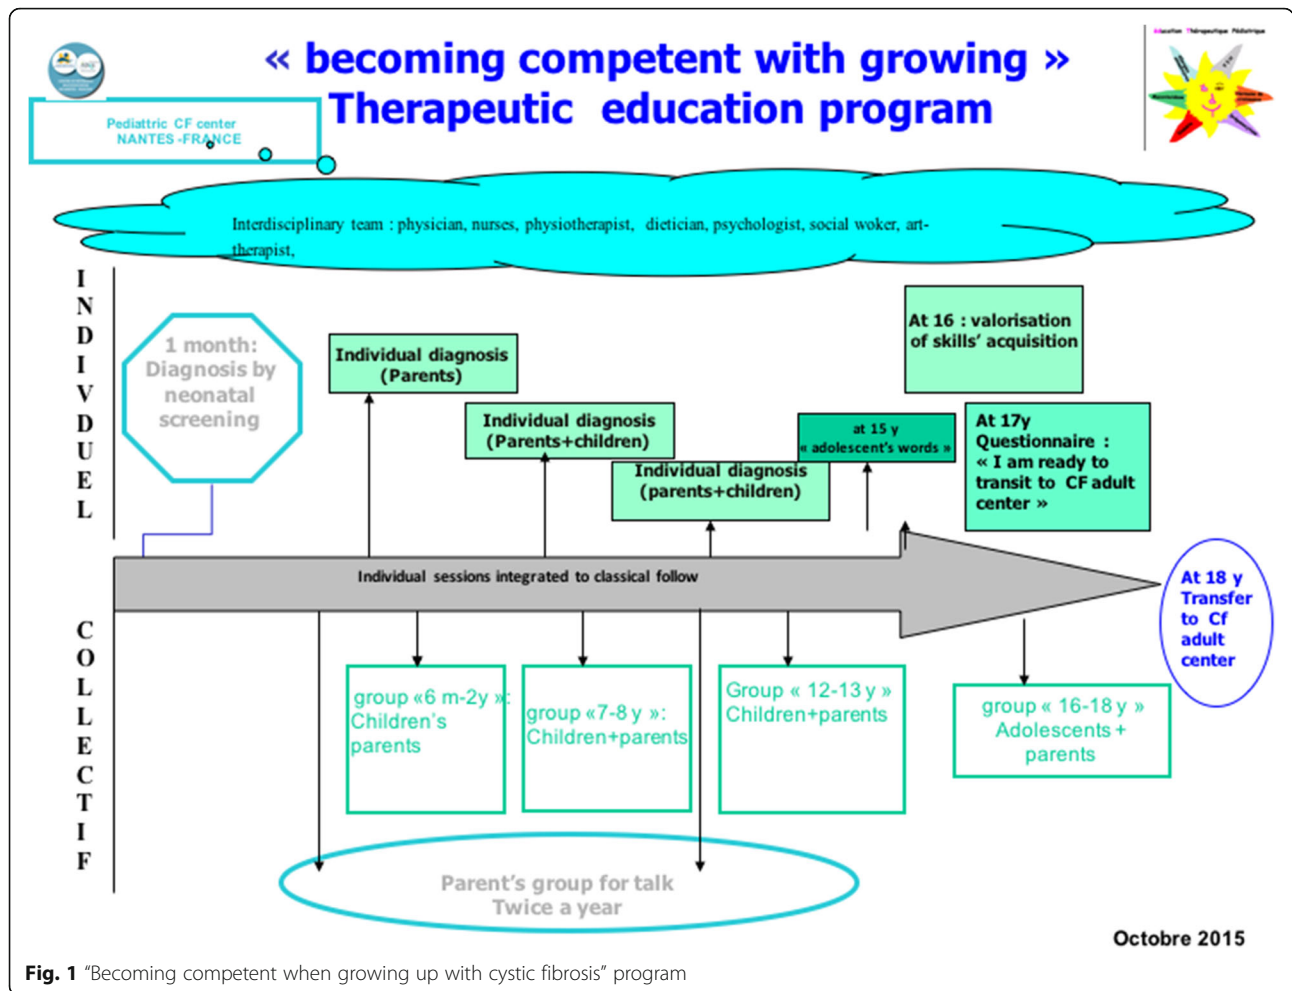 « becoming competent with growing »
Therapeutic education program
Education Thérapeutique Pédiatrique
Pediattric CF center
NANTES -FRANCE
Interdisciplinary team : physician, nurses, physiotherapist, dietician, psychologist, social woker, art-
therapist,
INDIVDUEL
1 month:
Diagnosis by
neonatal
screening
Individual diagnosis
(Parents)
Individual diagnosis
(Parents+children)
Individual diagnosis
(parents+children)
at 15 y
« adolescent's words »
At 16 : valorisation
of skills' acquisition
At 17y
Questionnaire :
« I am ready to
transit to CF adult
center »
Individual sessions integrated to classical follow
At 18 y
Transfer
to Cf
adult
center
COLLECTIF
group «6 m-2y »:
Children's
parents
group «7-8 y »:
Children+parents
Group « 12-13 y »
Children+parents
group « 16-18 y »
Adolescents +
parents
Parent's group for talk
Twice a year
Octobre 2015
Fig. 1 "Becoming competent when growing up with cystic fibrosis" program